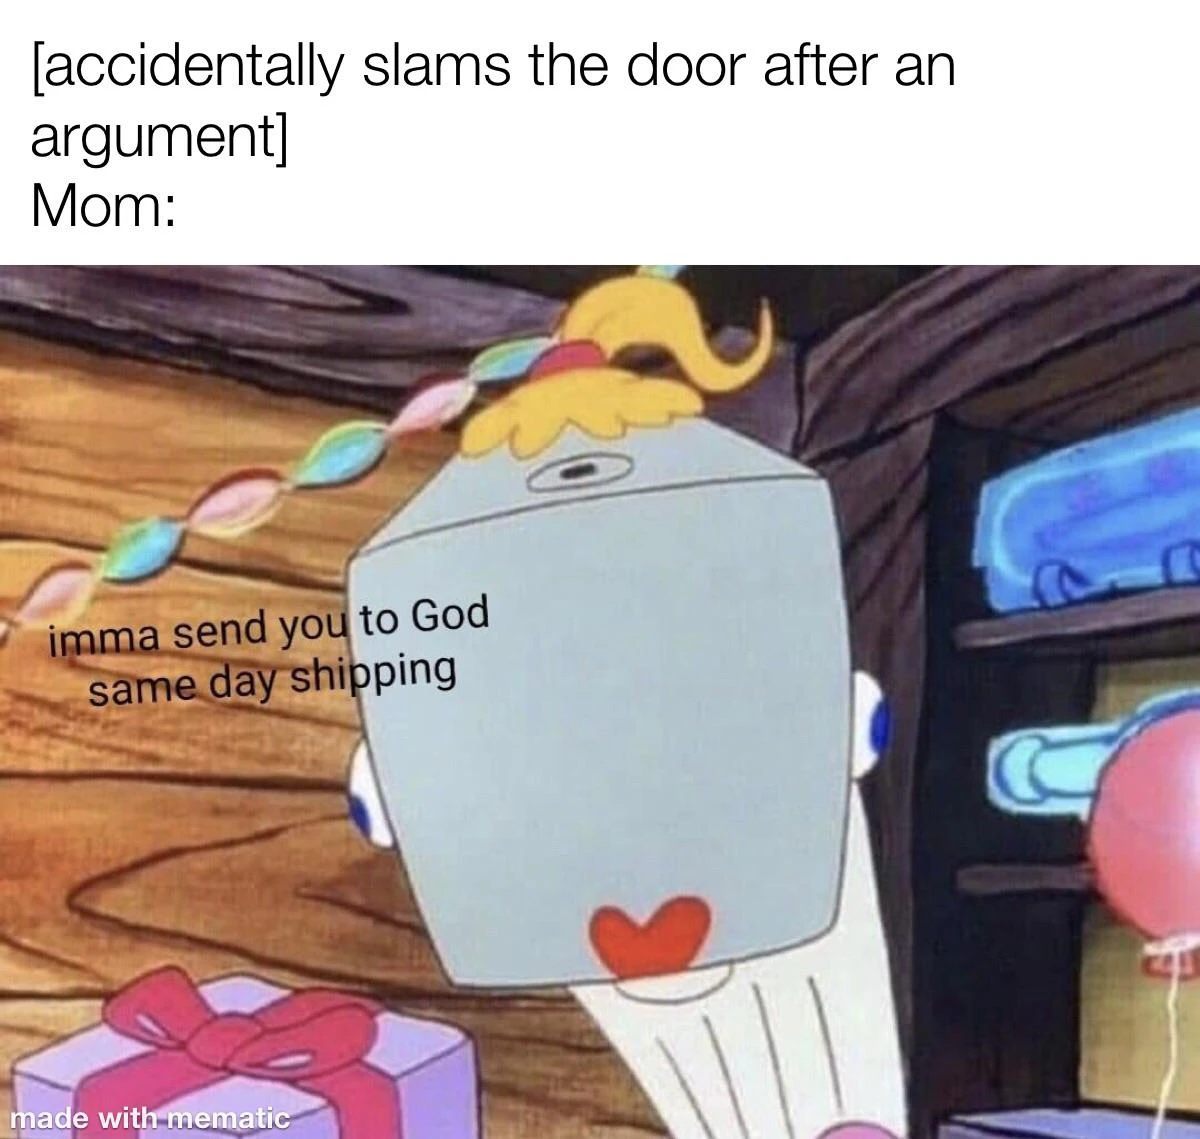 [accidentally slams the door after an
argument]
Mom:
imma send you to God
same day shipping
made with mematic